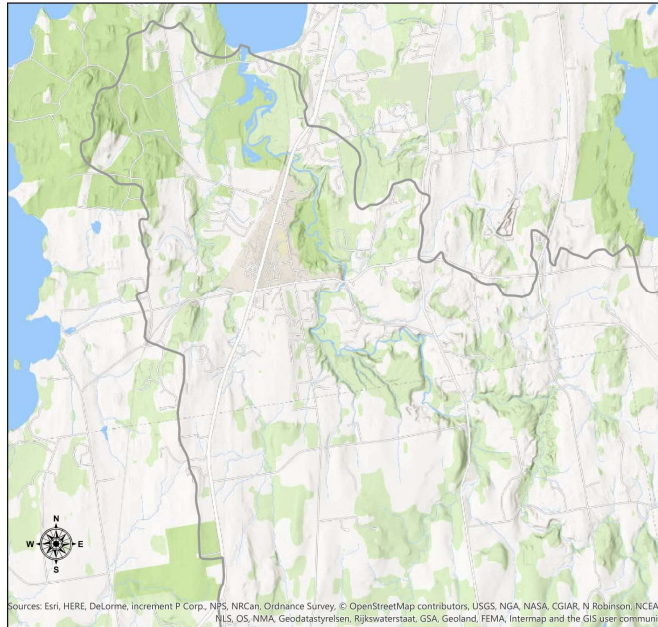 N
W E
S
Sources: Esri, HERE, DeLorme, increment P Corp., NPS, NRCan, Ordnance Survey, © OpenStreetMap contributors, USGS, NGA, NASA, CGIAR, N Robinson, NCEA
NLS, OS, NMA, Geodatastyrelsen, Rijkswaterstaat, GSA, Geoland, FEMA, Intermap and the GIS user communi